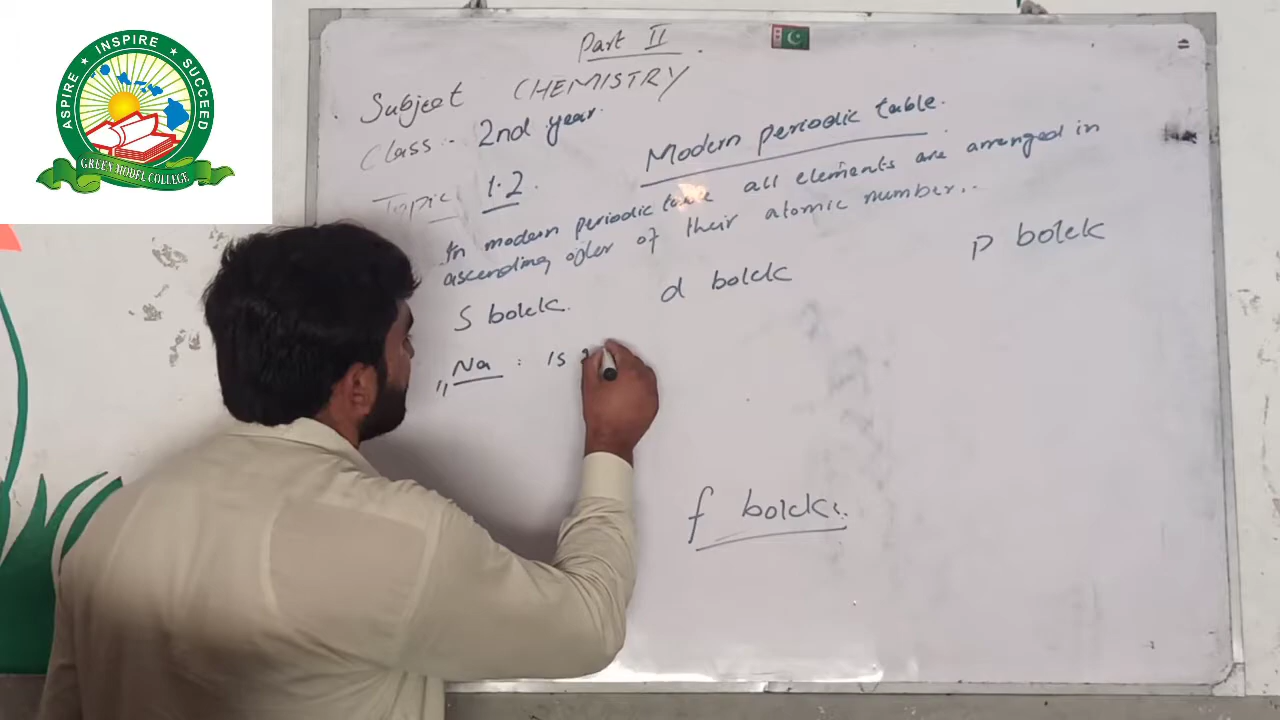 ASPIRE ★ INSPIRE ★ SUCCEED
GREEN MODEL COLLEGE
Part II.
Subject CHEMISTRY
Class:- 2nd year.
Topic 1.2.
Modern periodic table.
In modern periodic table all elements are arranged in
ascending of their atomic number..
S bolck. d bolck p bolck
11Na : 1s
f bolck:.